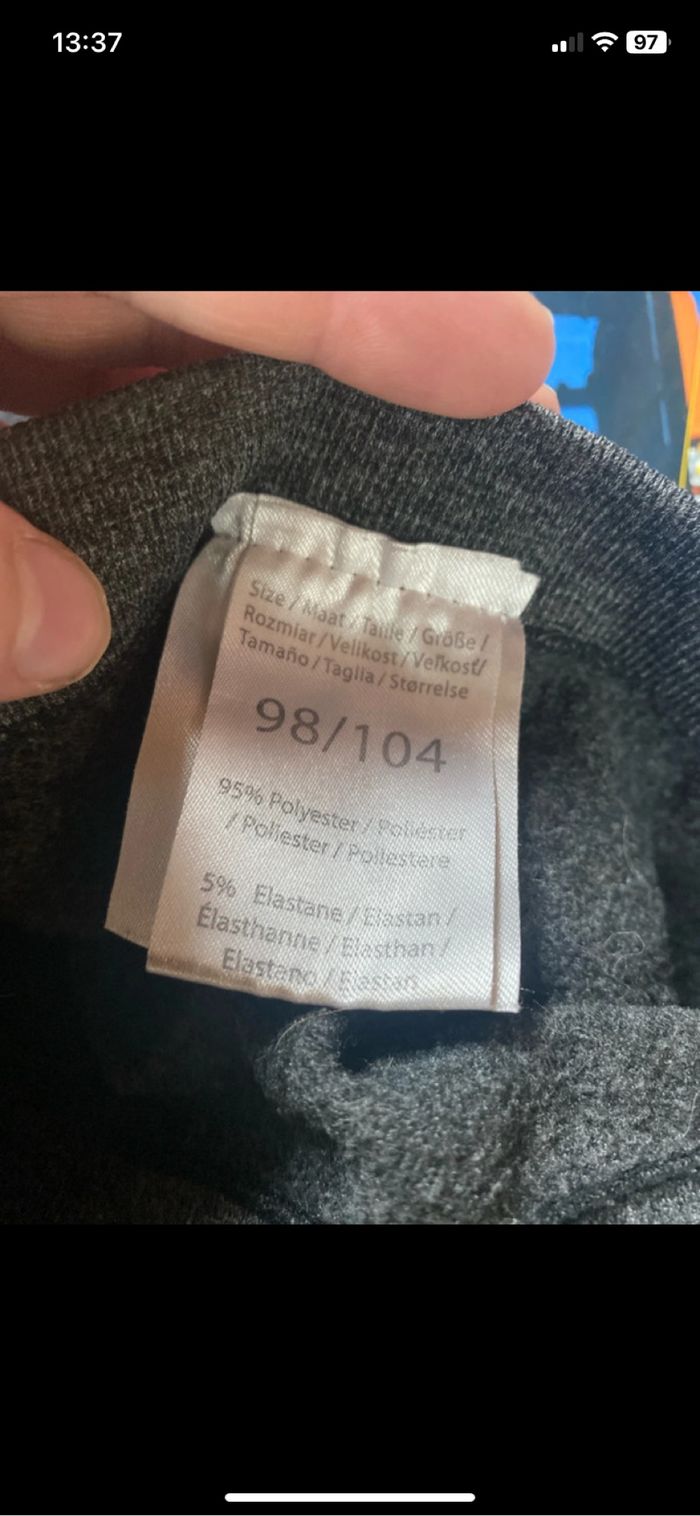 13:37
97
Size / Maat / Taille / Größe /
Rozmiar / Velikost / Veľkosť/
Tamaño / Taglia / Størrelse
98/104
95% Polyester / Poliester
/ Poliester / Poliestere
5% Elastane / Elastan /
Élasthanne / Elasthan /
Elastano / Elastan